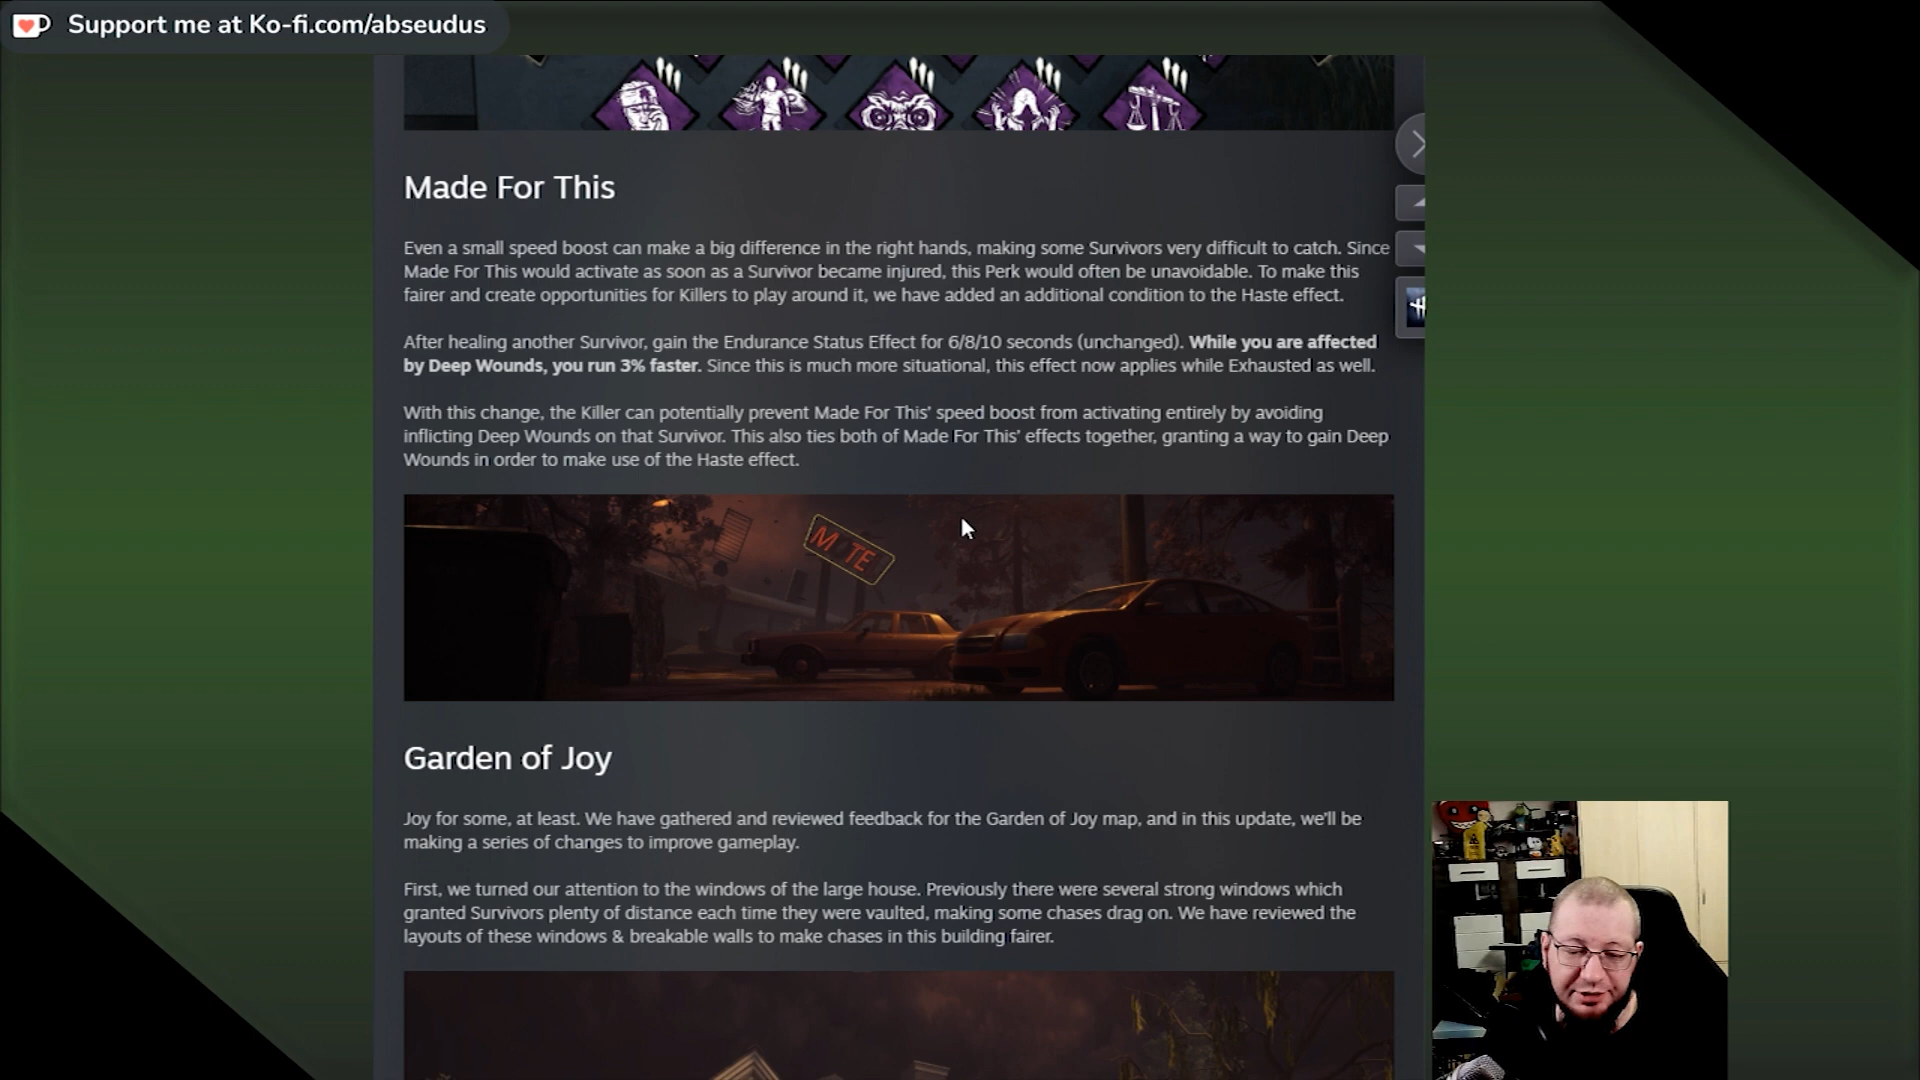 Support me at Ko-fi.com/abseudus
Made For This
Even a small speed boost can make a big difference in the right hands, making some Survivors very difficult to catch. Since
Made For This would activate as soon as a Survivor became injured, this Perk would often be unavoidable. To make this
fairer and create opportunities for Killers to play around it, we have added an additional condition to the Haste effect.
After healing another Survivor, gain the Endurance Status Effect for 6/8/10 seconds (unchanged). While you are affected
by Deep Wounds, you run 3% faster. Since this is much more situational, this effect now applies while Exhausted as well.
With this change, the Killer can potentially prevent Made For This' speed boost from activating entirely by avoiding
inflicting Deep Wounds on that Survivor. This also ties both of Made For This' effects together, granting a way to gain Deep
Wounds in order to make use of the Haste effect.
M TE
Garden of Joy
Joy for some, at least. We have gathered and reviewed feedback for the Garden of Joy map, and in this update, we'll be
making a series of changes to improve gameplay.
First, we turned our attention to the windows of the large house. Previously there were several strong windows which
granted Survivors plenty of distance each time they were vaulted, making some chases drag on. We have reviewed the
layouts of these windows & breakable walls to make chases in this building fairer.